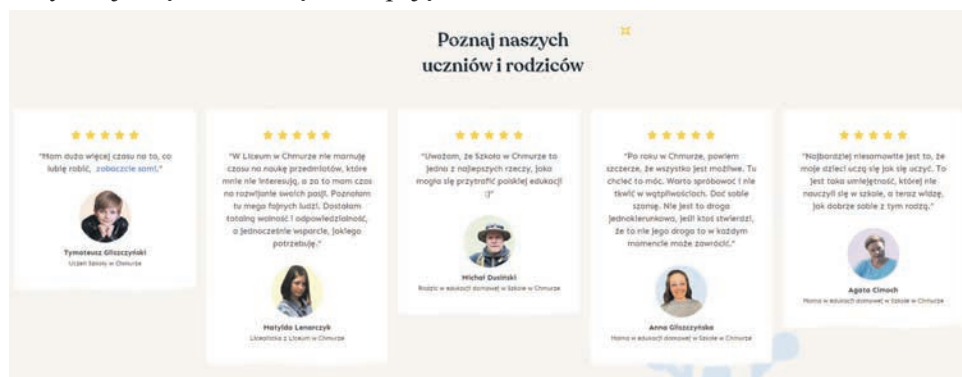 Poznaj naszych
uczniów i rodziców
"Mam dużo więcej czasu na to, co
lubię robić, zobaczcie sami."
Tymoteusz Gliszczyński
Uczeń Szkoły w Chmurze
"W Liceum w Chmurze nie marnuję
czasu na naukę przedmiotów, które
mnie nie interesują, a za to mam czas
na rozwijanie swoich pasji. Poznałam
tu mega fajnych ludzi. Dostałam
totalną wolność i odpowiedzialność,
a jednocześnie wsparcie, jakiego
potrzebuję."
Matylda Lenarczyk
Licealistka z Liceum w Chmurze
"Uważam, że Szkoła w Chmurze to
jedna z najlepszych rzeczy, jaka
mogła się przytrafić polskiej edukacji
:)"
Michał Dusiński
Rodzic w edukacji domowej w Szkole w Chmurze
"Po roku w Chmurze, powiem
szczerze, że wszystko jest możliwe. Tu
chcieć to móc. Warto spróbować i nie
tkwić w wątpliwościach. Dać sobie
szansę. Nie jest to droga
jednokierunkowa, jeśli ktoś stwierdzi,
że to nie jego droga to w każdym
momencie może zawrócić."
Anna Gliszczyńska
Mama w edukacji domowej w Szkole w Chmurze
"Najbardziej niesamowite jest to, że
moje dzieci uczą się jak się uczyć. To
jest taka umiejętność, której nie
nauczyli się w szkole, a teraz widzę,
jak dobrze sobie z tym radzą."
Agata Cimoch
Mama w edukacji domowej w Szkole w Chmurze